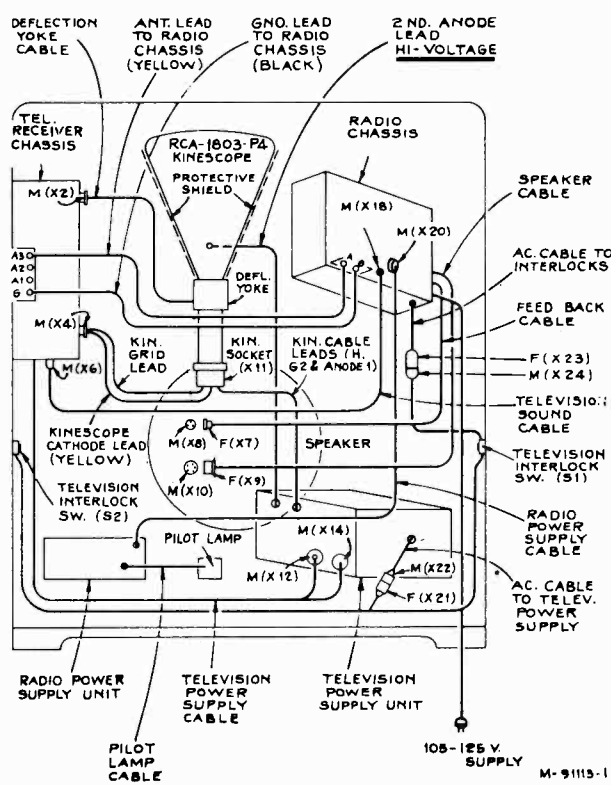 DEFLECTION
YOKE
CABLE
ANT. LEAD
TO RADIO
CHASSIS
(YELLOW)
GNO. LEAD
TO RADIO
CHASSIS
(BLACK)
2 ND. ANODE
LEAD
HI-VOLTAGE
TEL.
RECEIVER
CHASSIS
RCA-1803-P4
KINESCOPE
PROTECTIVE
SHIELD
RADIO
CHASSIS
SPEAKER
CABLE
M (X2)
M(X18)
M(X20)
AC. CABLE TO
INTERLOCKS
A3
A2
A1
G
A
DEFL.
YOKE
FEED BACK
CABLE
M(X4)
KIN.
GRID
LEAD
KIN.
SOCKET
(X11)
KIN. CABLE
LEADS (H.
G2 & ANODE 1)
F(X23)
M(X24)
M(X6)
TELEVISION
SOUND
CABLE
KINESCOPE
CATHODE LEAD
(YELLOW)
M(X8)
F(X7)
SPEAKER
TELEVISION
INTERLOCK
SW. (S1)
M(X10)
F(X9)
TELEVISION
INTERLOCK
SW. (S2)
RADIO
POWER
SUPPLY
CABLE
PILOT LAMP
M(X14)
M(X12)
M(X22)
F(X21)
AC. CABLE
TO TELEV.
POWER
SUPPLY
RADIO POWER
SUPPLY UNIT
TELEVISION
POWER
SUPPLY
CABLE
TELEVISION
POWER
SUPPLY UNIT
PILOT
LAMP
CABLE
105-125 V.
SUPPLY
M-91113-1